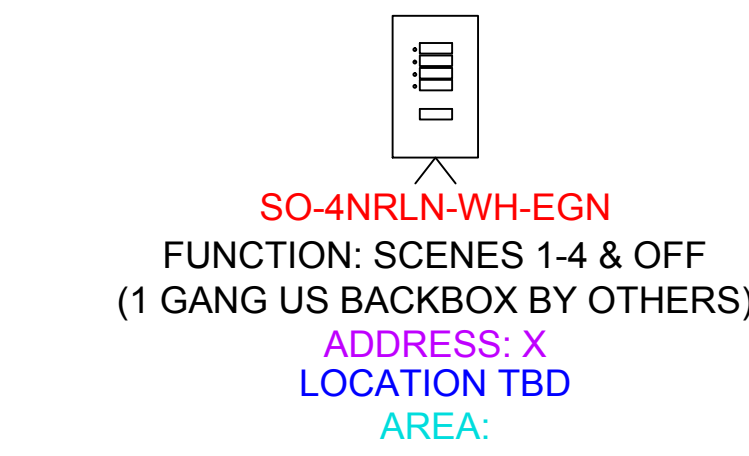 SO-4NRLN-WH-EGN
FUNCTION: SCENES 1-4 & OFF
(1 GANG US BACKBOX BY OTHERS)
ADDRESS: X
LOCATION TBD
AREA: